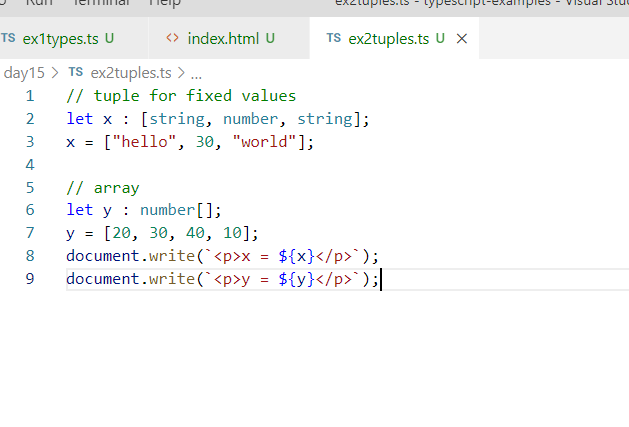 Run Terminal Help ex2tuples.ts - typescript-examples - Visual
TS ex1types.ts U <> index.html U TS ex2tuples.ts U ×
day15 > TS ex2tuples.ts > ...
1 // tuple for fixed values
2 let x : [string, number, string];
3 x = ["hello", 30, "world"];
4
5 // array
6 let y : number[];
7 y = [20, 30, 40, 10];
8 document.write(`<p>x = ${x}</p>`);
9 document.write(`<p>y = ${y}</p>`);